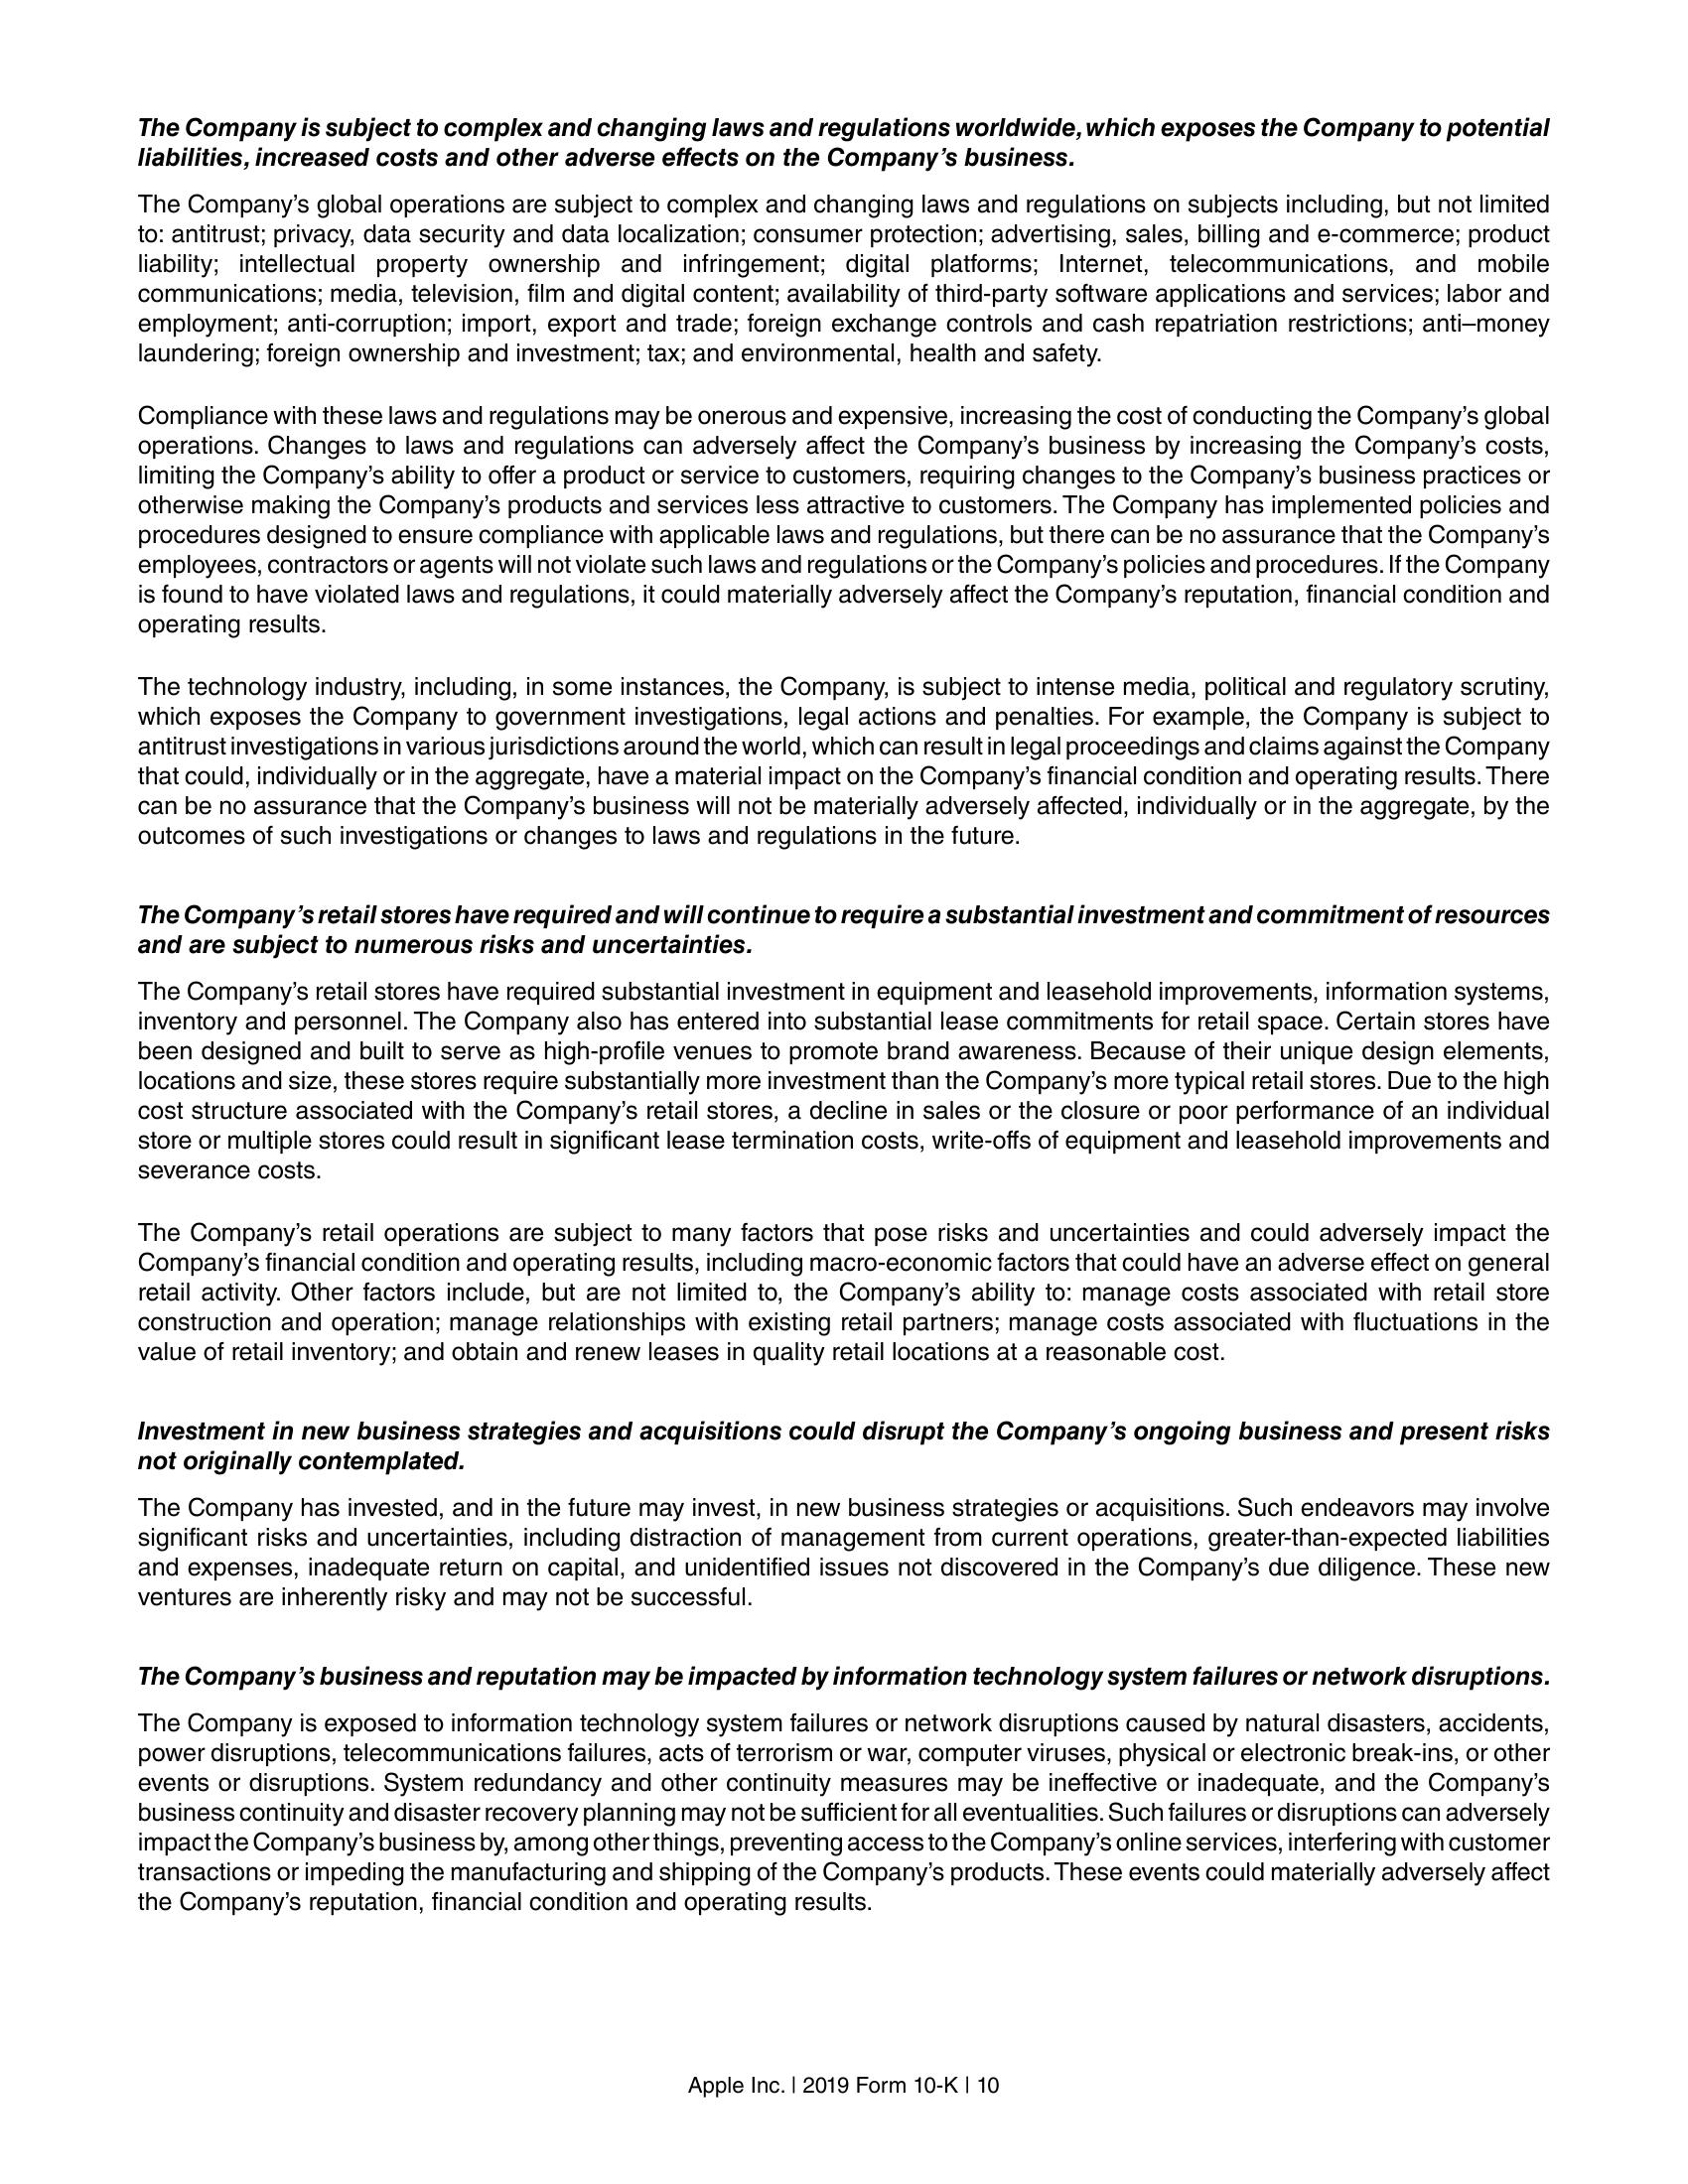 The Company is subject to complex and changing laws and regulations worldwide, which exposes the Company to potential
liabilities, increased costs and other adverse effects on the Company’s business.
The Company’s global operations are subject to complex and changing laws and regulations on subjects including, but not limited
to: antitrust; privacy, data security and data localization; consumer protection; advertising, sales, billing and e-commerce; product
liability; intellectual property ownership and infringement; digital platforms; Internet, telecommunications, and mobile
communications; media, television, film and digital content; availability of third-party software applications and services; labor and
employment; anti-corruption; import, export and trade; foreign exchange controls and cash repatriation restrictions; anti–money
laundering; foreign ownership and investment; tax; and environmental, health and safety.
Compliance with these laws and regulations may be onerous and expensive, increasing the cost of conducting the Company’s global
operations. Changes to laws and regulations can adversely affect the Company’s business by increasing the Company’s costs,
limiting the Company’s ability to offer a product or service to customers, requiring changes to the Company’s business practices or
otherwise making the Company’s products and services less attractive to customers. The Company has implemented policies and
procedures designed to ensure compliance with applicable laws and regulations, but there can be no assurance that the Company’s
employees, contractors or agents will not violate such laws and regulations or the Company’s policies and procedures. If the Company
is found to have violated laws and regulations, it could materially adversely affect the Company’s reputation, financial condition and
operating results.
The technology industry, including, in some instances, the Company, is subject to intense media, political and regulatory scrutiny,
which exposes the Company to government investigations, legal actions and penalties. For example, the Company is subject to
antitrust investigations in various jurisdictions around the world, which can result in legal proceedings and claims against the Company
that could, individually or in the aggregate, have a material impact on the Company’s financial condition and operating results. There
can be no assurance that the Company’s business will not be materially adversely affected, individually or in the aggregate, by the
outcomes of such investigations or changes to laws and regulations in the future.
The Company’s retail stores have required and will continue to require a substantial investment and commitment of resources
and are subject to numerous risks and uncertainties.
The Company’s retail stores have required substantial investment in equipment and leasehold improvements, information systems,
inventory and personnel. The Company also has entered into substantial lease commitments for retail space. Certain stores have
been designed and built to serve as high-profile venues to promote brand awareness. Because of their unique design elements,
locations and size, these stores require substantially more investment than the Company’s more typical retail stores. Due to the high
cost structure associated with the Company’s retail stores, a decline in sales or the closure or poor performance of an individual
store or multiple stores could result in significant lease termination costs, write-offs of equipment and leasehold improvements and
severance costs.
The Company’s retail operations are subject to many factors that pose risks and uncertainties and could adversely impact the
Company’s financial condition and operating results, including macro-economic factors that could have an adverse effect on general
retail activity. Other factors include, but are not limited to, the Company’s ability to: manage costs associated with retail store
construction and operation; manage relationships with existing retail partners; manage costs associated with fluctuations in the
value of retail inventory; and obtain and renew leases in quality retail locations at a reasonable cost.
Investment in new business strategies and acquisitions could disrupt the Company’s ongoing business and present risks
not originally contemplated.
The Company has invested, and in the future may invest, in new business strategies or acquisitions. Such endeavors may involve
significant risks and uncertainties, including distraction of management from current operations, greater-than-expected liabilities
and expenses, inadequate return on capital, and unidentified issues not discovered in the Company’s due diligence. These new
ventures are inherently risky and may not be successful.
The Company’s business and reputation may be impacted by information technology system failures or network disruptions.
The Company is exposed to information technology system failures or network disruptions caused by natural disasters, accidents,
power disruptions, telecommunications failures, acts of terrorism or war, computer viruses, physical or electronic break-ins, or other
events or disruptions. System redundancy and other continuity measures may be ineffective or inadequate, and the Company’s
business continuity and disaster recovery planning may not be sufficient for all eventualities. Such failures or disruptions can adversely
impact the Company’s business by, among other things, preventing access to the Company’s online services, interfering with customer
transactions or impeding the manufacturing and shipping of the Company’s products. These events could materially adversely affect
the Company’s reputation, financial condition and operating results.
Apple Inc. | 2019 Form 10-K | 10